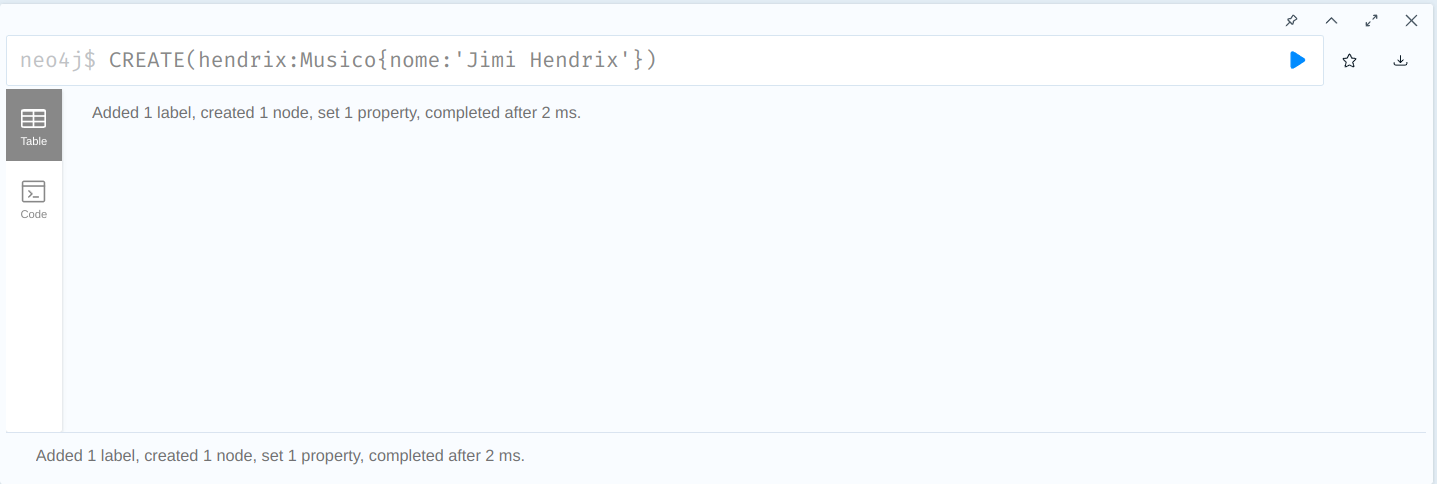 neo4j$ CREATE(hendrix:Musico{nome:'Jimi Hendrix'})
Added 1 label, created 1 node, set 1 property, completed after 2 ms.
Table
Code
Added 1 label, created 1 node, set 1 property, completed after 2 ms.